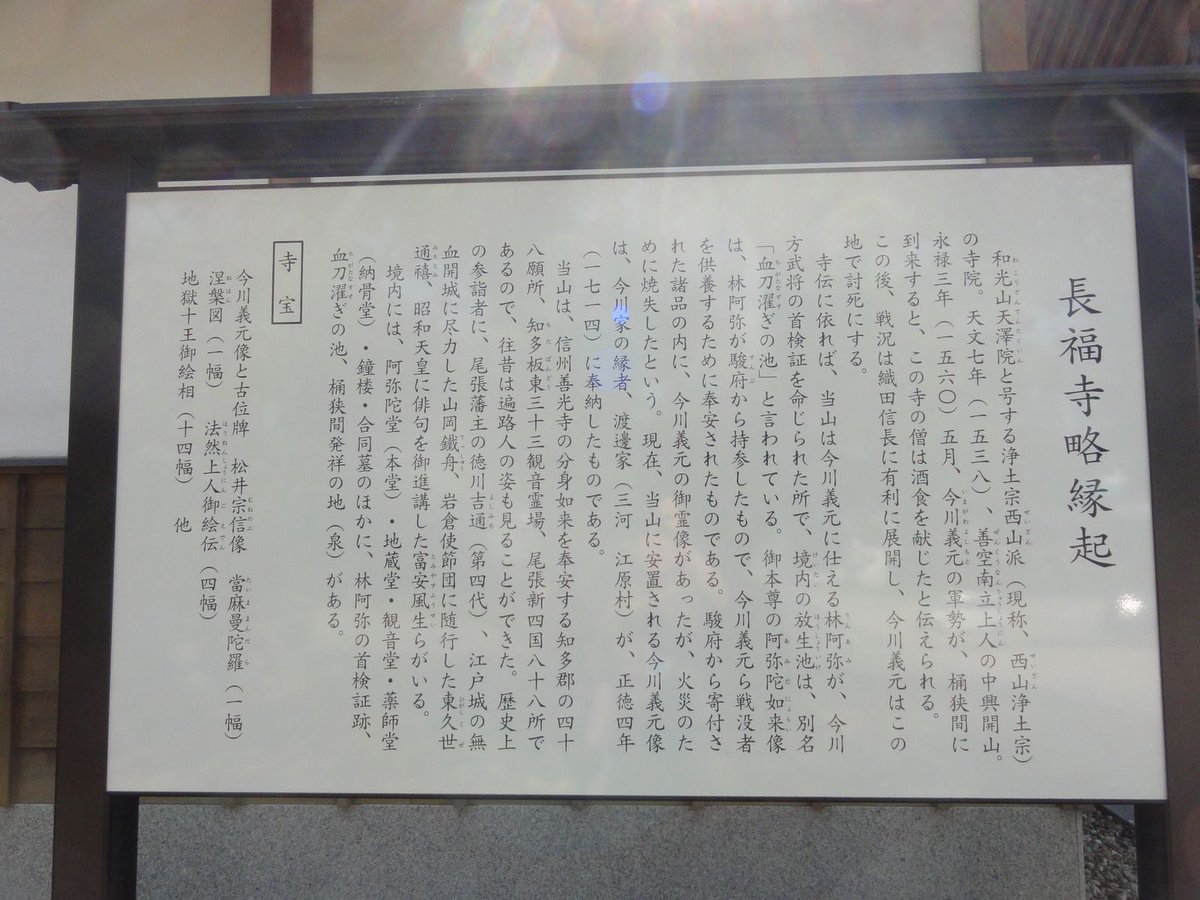 長福寺略縁起
和光山天澤院と号する浄土宗西山派（現称、西山浄土宗）
の寺院。天文七年（一五三八）、善空南立上人の中興開山。
永禄三年（一五六〇）五月、今川義元の軍勢が、桶狭間に
到来すると、この寺の僧は酒食を献じたと伝えられる。
この後、戦況は織田信長に有利に展開し、今川義元はこの
地で討死にする。
寺伝に依れば、当山は今川義元に仕える林阿弥が、今川
方武将の首検証を命じられた所で、境内の放生池は、別名
「血刀濯ぎの池」と言われている。御本尊の阿弥陀如来像
は、林阿弥が駿府から持参したもので、今川義元ら戦没者
を供養するために奉安されたものである。駿府から寄付さ
れた諸品の内に、今川義元の御霊像があったが、火災のた
めに焼失したという。現在、当山に安置される今川義元像
は、今川家の縁者、渡邊家（三河　江原村）が、正徳四年
（一七一四）に奉納したものである。
当山は、信州善光寺の分身如来を奉安する知多郡の四十
八願所、知多板東三十三観音霊場、尾張新四国八十八所で
あるので、往昔は遍路人の姿も見ることができた。歴史上
の参詣者に、尾張藩主の徳川吉通（第四代）、江戸城の無
血開城に尽力した山岡鐵舟、岩倉使節団に随行した東久世
通禧、昭和天皇に俳句を御進講した富安風生らがいる。
境内には、阿弥陀堂（本堂）・地蔵堂・観音堂・薬師堂
（納骨堂）・鐘楼・合同墓のほかに、林阿弥の首検証跡、
血刀濯ぎの池、桶狭間発祥の地（泉）がある。
寺宝
今川義元像と古位牌　松井宗信像　當麻曼陀羅（一幅）
涅槃図（一幅）　法然上人御絵伝（四幅）
地獄十王御絵相（十四幅）　他